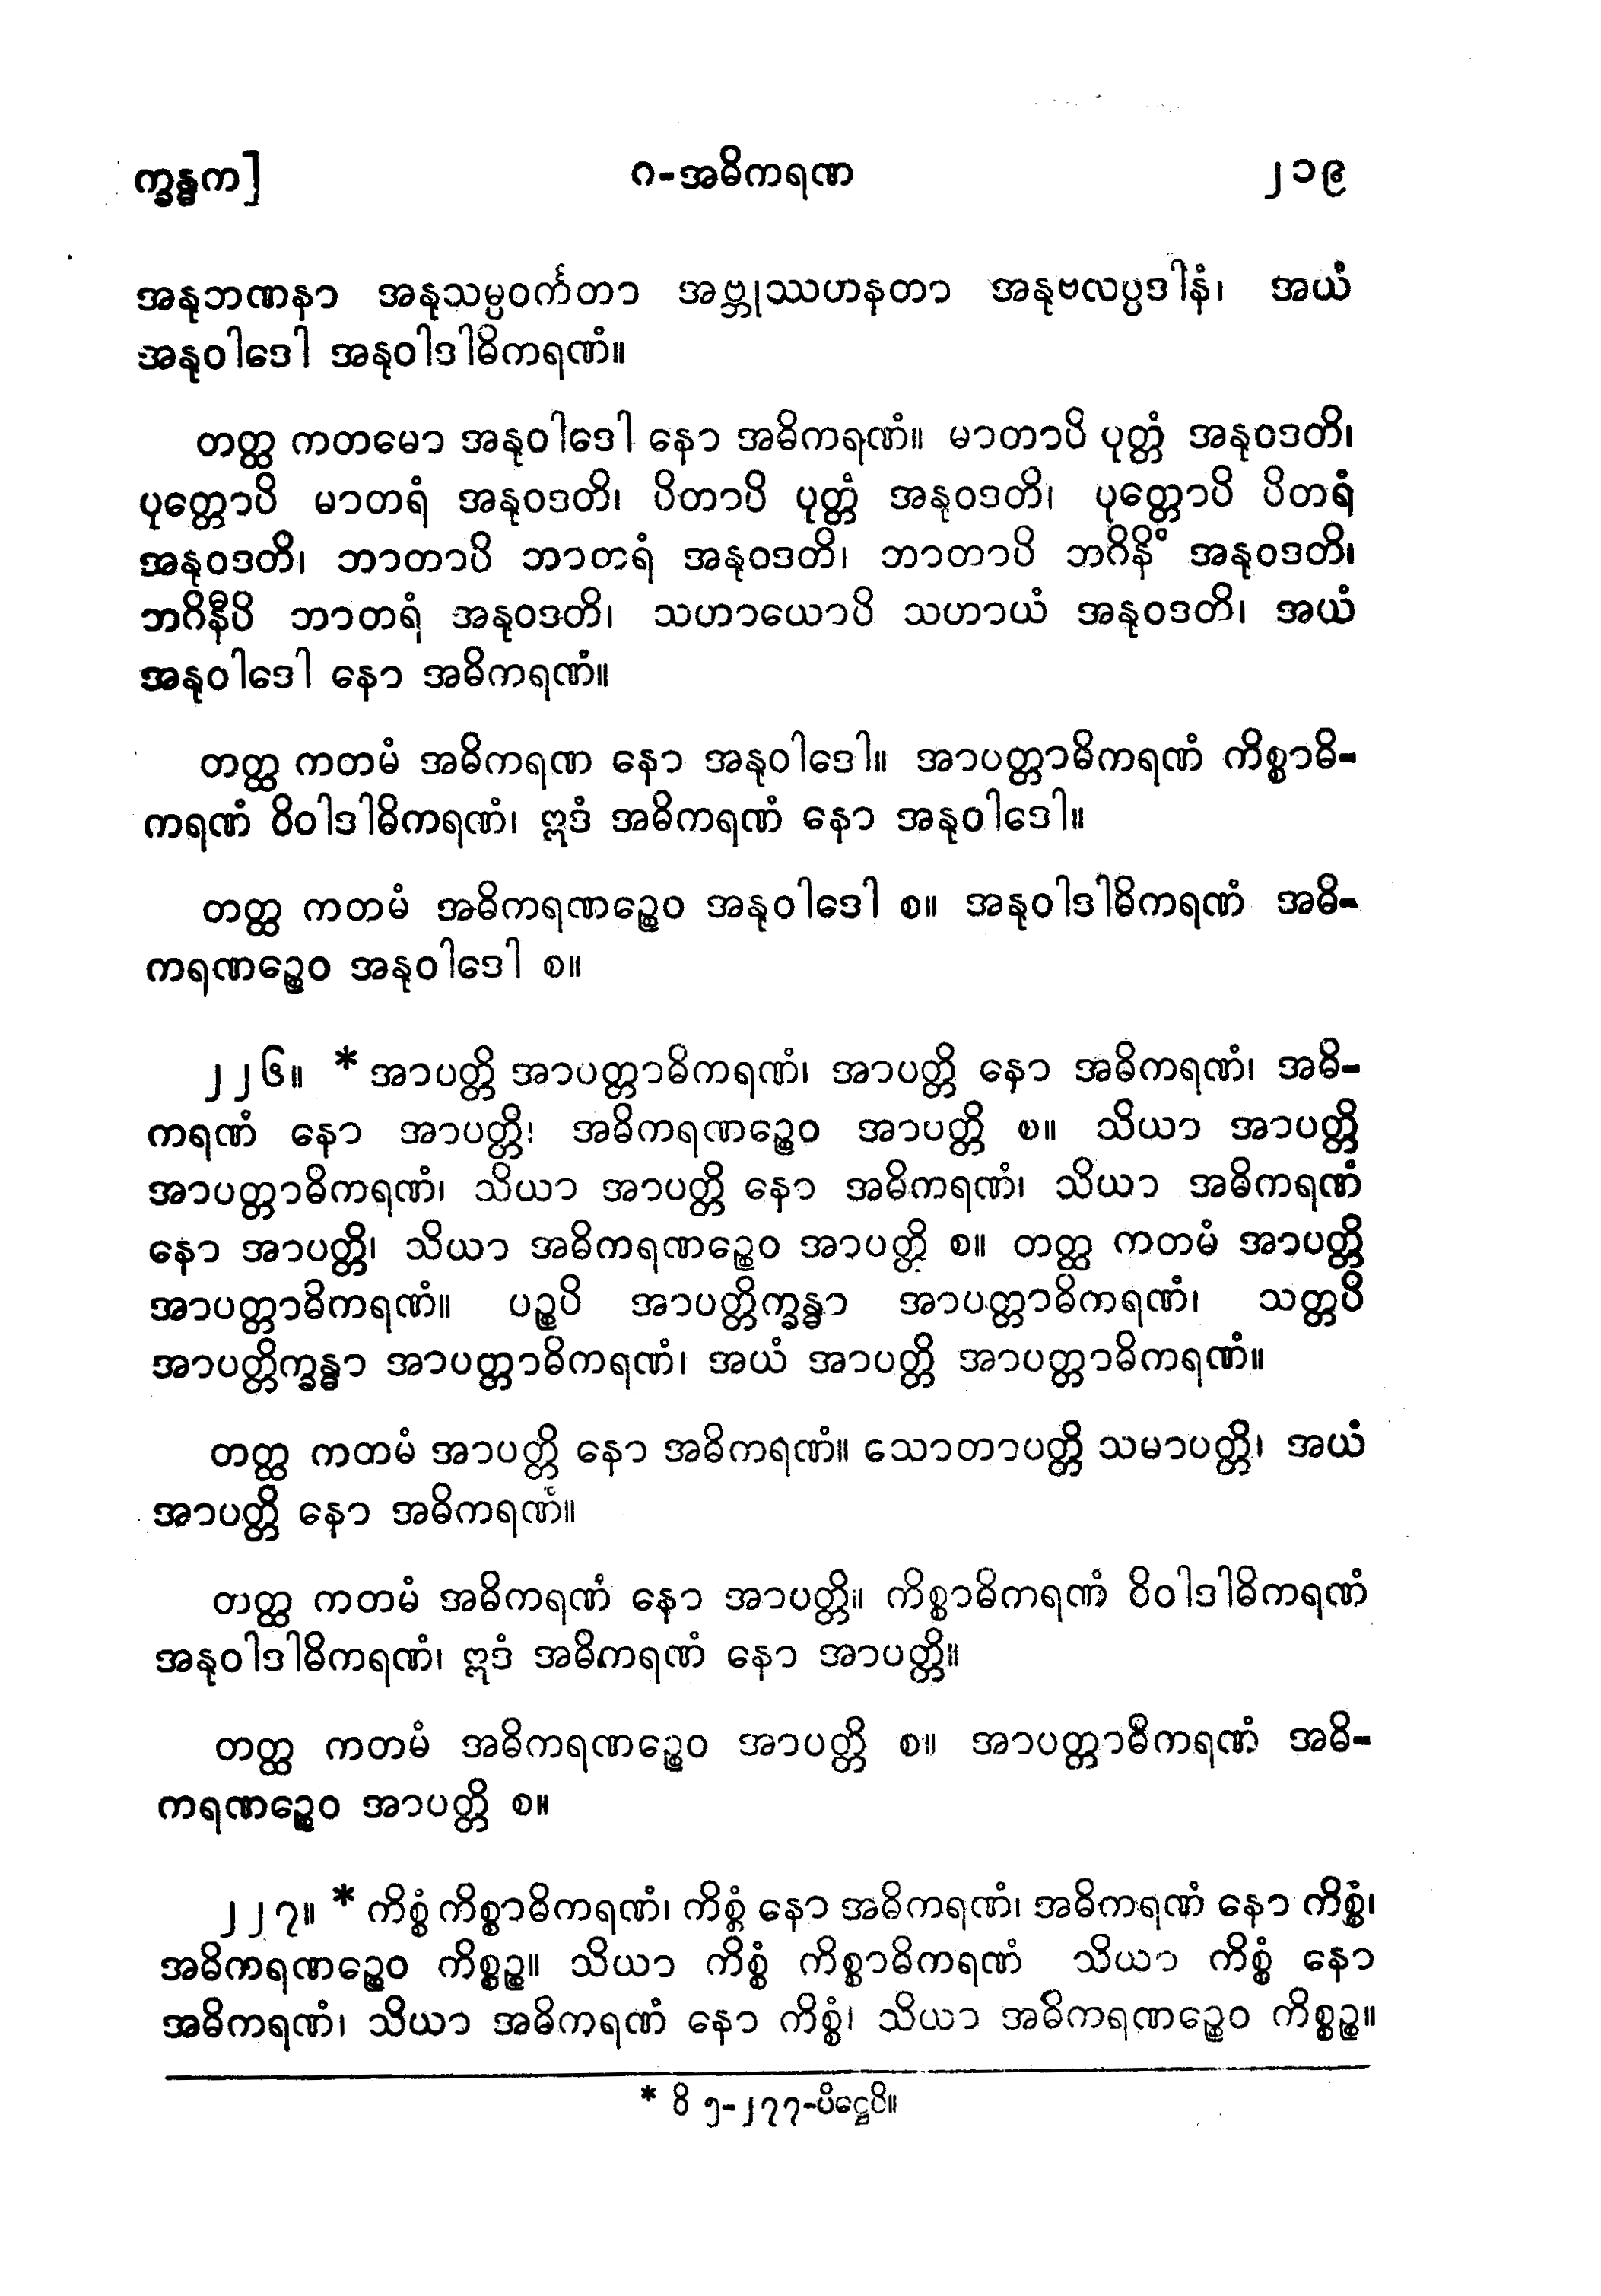 က္ခန္ဓက] ဂ-အဓိကရဏ ၂၁၉
အနုဘဏနာ အနုသမ္ပဝင်္ကတာ အဗ္ဘုဿဟနတာ အနုဗလပ္ပဒါနံ၊ အယံ
အနုဝါဒေါ အနုဝါဒါဓိကရဏံ။
တတ္ထ ကတမော အနုဝါဒေါ နော အဓိကရဏံ။ မာတာပိ ပုတ္တံ အနုဝဒတိ၊
ပုတ္တောပိ မာတရံ အနုဝဒတိ၊ ပိတာပိ ပုတ္တံ အနုဝဒတိ၊ ပုတ္တောပိ ပိတရံ
အနုဝဒတိ၊ ဘာတာပိ ဘာတရံ အနုဝဒတိ၊ ဘာတာပိ ဘဂိနိံ အနုဝဒတိ၊
ဘဂိနီပိ ဘာတရံ အနုဝဒတိ၊ သဟာယောပိ သဟာယံ အနုဝဒတိ၊ အယံ
အနုဝါဒေါ နော အဓိကရဏံ။
တတ္ထ ကတမံ အဓိကရဏ နော အနုဝါဒေါ။ အာပတ္တာဓိကရဏံ ကိစ္စာဓိ-
ကရဏံ ဝိဝါဒါဓိကရဏံ၊ ဣဒံ အဓိကရဏံ နော အနုဝါဒေါ။
တတ္ထ ကတမံ အဓိကရဏဉ္စေဝ အနုဝါဒေါ စ။ အနုဝါဒါဓိကရဏံ အဓိ-
ကရဏဉ္စေဝ အနုဝါဒေါ စ။
၂၂၆။ * အာပတ္တိ အာပတ္တာဓိကရဏံ၊ အာပတ္တိ နော အဓိကရဏံ၊ အဓိ-
ကရဏံ နော အာပတ္တိ၊ အဓိကရဏဉ္စေဝ အာပတ္တိ စ။ သိယာ အာပတ္တိ
အာပတ္တာဓိကရဏံ၊ သိယာ အာပတ္တိ နော အဓိကရဏံ၊ သိယာ အဓိကရဏံ
နော အာပတ္တိ၊ သိယာ အဓိကရဏဉ္စေဝ အာပတ္တိ စ။ တတ္ထ ကတမံ အာပတ္တိ
အာပတ္တာဓိကရဏံ။ ပဉ္စပိ အာပတ္တိက္ခန္ဓာ အာပတ္တာဓိကရဏံ၊ သတ္တပိ
အာပတ္တိက္ခန္ဓာ အာပတ္တာဓိကရဏံ၊ အယံ အာပတ္တိ အာပတ္တာဓိကရဏံ။
တတ္ထ ကတမံ အာပတ္တိ နော အဓိကရဏံ။ သောတာပတ္တိ သမာပတ္တိ၊ အယံ
အာပတ္တိ နော အဓိကရဏံ။
တတ္ထ ကတမံ အဓိကရဏံ နော အာပတ္တိ။ ကိစ္စာဓိကရဏံ ဝိဝါဒါဓိကရဏံ
အနုဝါဒါဓိကရဏံ၊ ဣဒံ အဓိကရဏံ နော အာပတ္တိ။
တတ္ထ ကတမံ အဓိကရဏဉ္စေဝ အာပတ္တိ စ။ အာပတ္တာဓိကရဏံ အဓိ-
ကရဏဉ္စေဝ အာပတ္တိ စ။
၂၂၇။ * ကိစ္စံ ကိစ္စာဓိကရဏံ၊ ကိစ္စံ နော အဓိကရဏံ၊ အဓိကရဏံ နော ကိစ္စံ၊
အဓိကရဏဉ္စေဝ ကိစ္စဉ္စ။ သိယာ ကိစ္စံ ကိစ္စာဓိကရဏံ သိယာ ကိစ္စံ နော
အဓိကရဏံ၊ သိယာ အဓိကရဏံ နော ကိစ္စံ၊ သိယာ အဓိကရဏဉ္စေဝ ကိစ္စဉ္စ။
* ဝိ ၅-၂၇၇-ပိဋ္ဌေပိ။